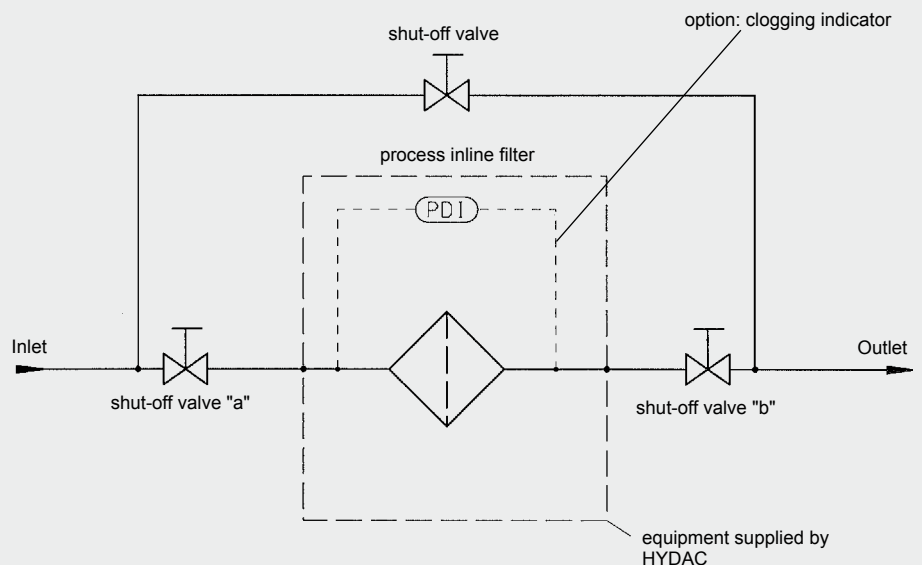 option: clogging indicator
shut-off valve
process inline filter
PDI
Inlet
Outlet
shut-off valve "a"
shut-off valve "b"
equipment supplied by
HYDAC